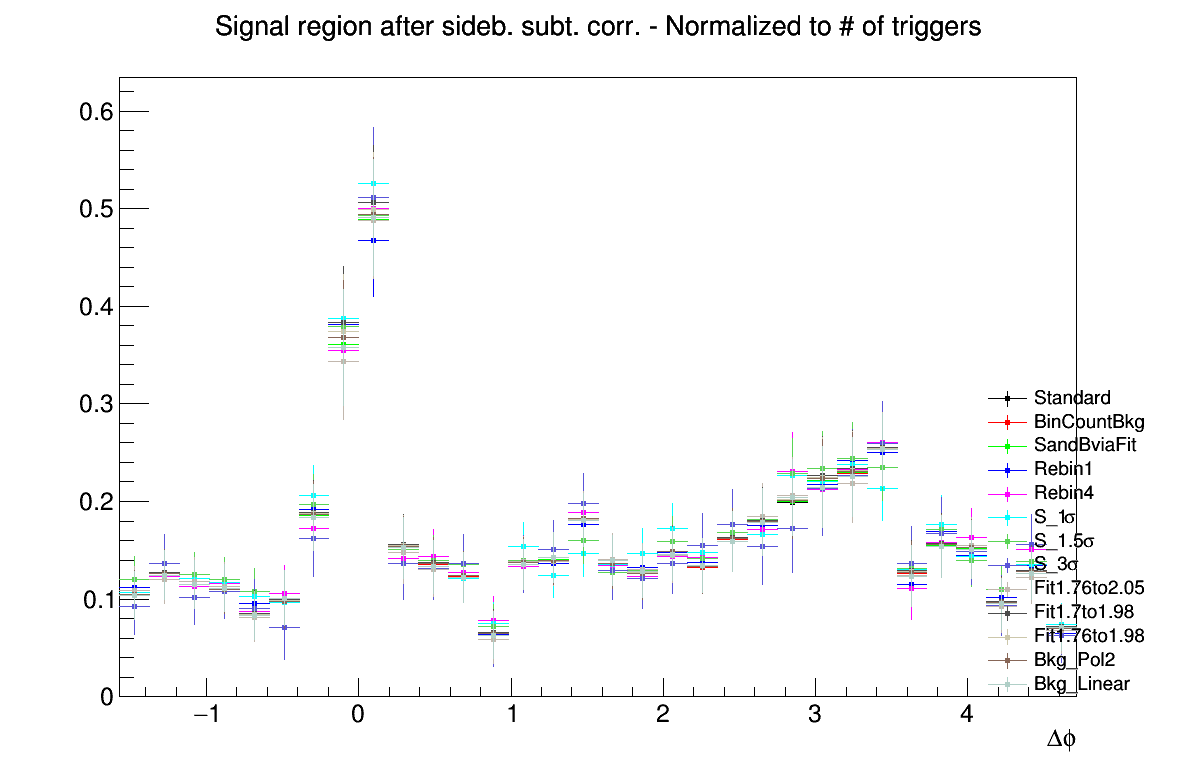 Signal region after sideb. subt. corr. - Normalized to # of triggers
0.6
0.5
0.4
0.3
0.2
0.1
0
−1
0
1
2
3
4
Δϕ
Standard
BinCountBkg
SandBviaFit
Rebin1
Rebin4
S_1σ
S_1.5σ
S_3σ
Fit1.76to2.05
Fit1.7to1.98
Fit1.76to1.98
Bkg_Pol2
Bkg_Linear